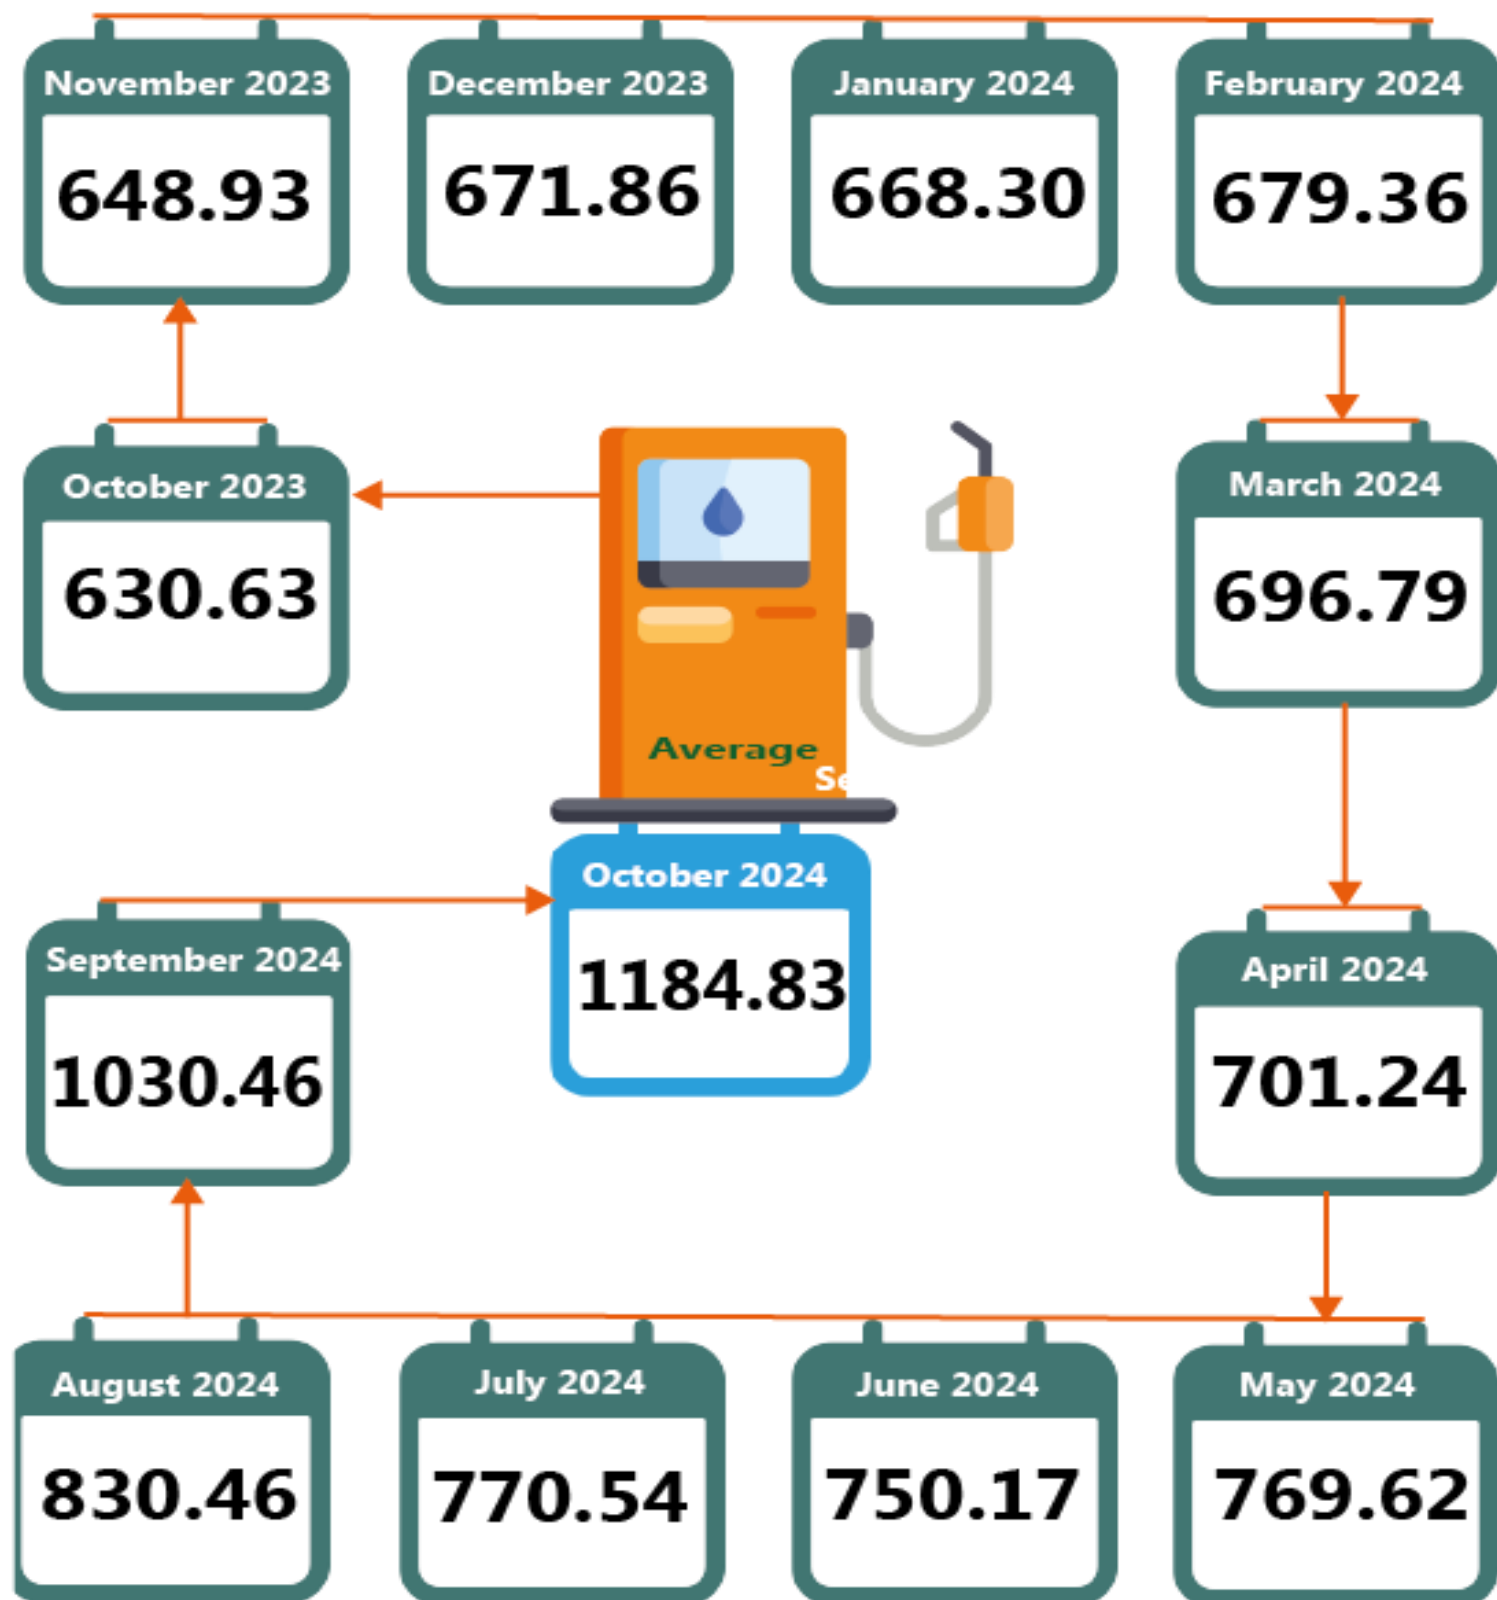 November 2023
648.93
December 2023
671.86
January 2024
668.30
February 2024
679.36
October 2023
630.63
March 2024
696.79
Average
October 2024
1184.83
September 2024
1030.46
April 2024
701.24
August 2024
830.46
July 2024
770.54
June 2024
750.17
May 2024
769.62